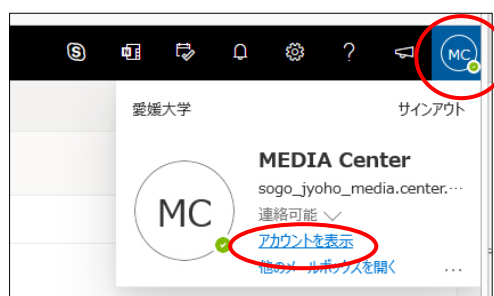 MC
愛媛大学 サインアウト
MC
MEDIA Center
sogo_jyoho_media.center.…
連絡可能
アカウントを表示
他のメールボックスを開く ...